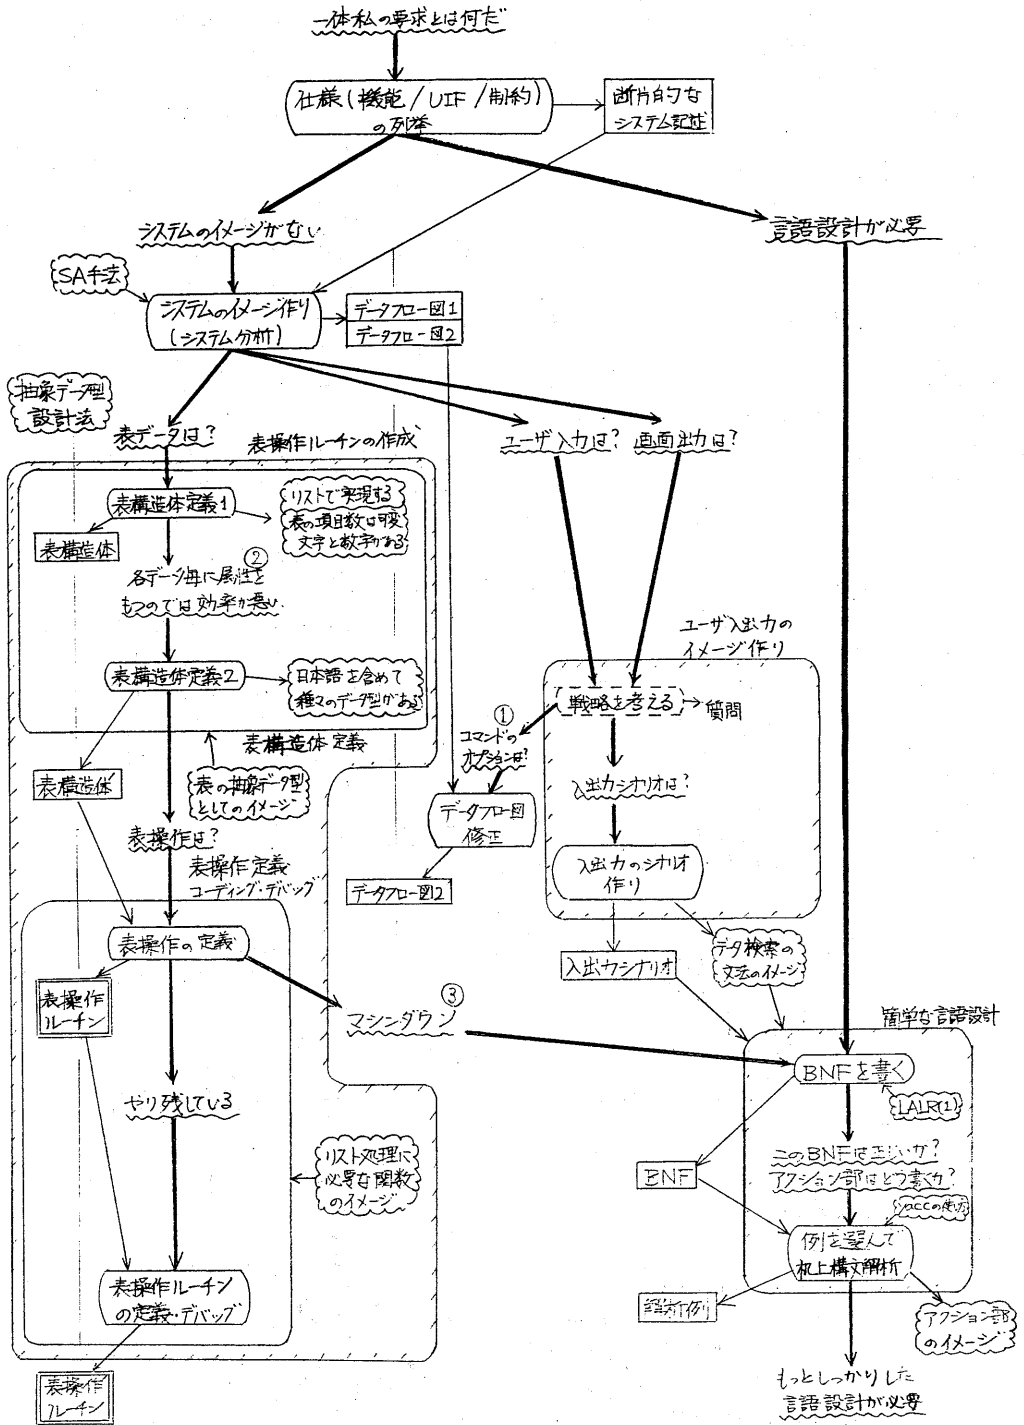 一体私の要求とは何だ
仕様(機能/UIF/制約)
の列挙
断片的な
システム記述
システムのイメージがない
言語設計が必要
SA手法
システムのイメージ作り
(システム分析)
データフロー図1
データフロー図2
抽象データ型
設計法
表データは?
表操作ルーチンの作成
ユーザ入力は?
画面出力は?
表構造体定義1
リストで実現する
表の項目数は可変
文字と数字がある
表構造体
②
各データ毎に属性を
もつのでは効率が悪い
表構造体定義2
日本語を含めて
種々のデータ型がある
表構造体定義
表構造体
表の抽象データ型
としてのイメージ
ユーザ入出力の
イメージ作り
戦略を考える
質問
①
コマンドの
オプションは?
入出力シナリオは?
データフロー図
修正
データフロー図2
入出力のシナリオ
作り
入出力シナリオ
データ検索の
文法のイメージ
表操作は?
表操作定義
コーディング・デバッグ
表操作の定義
表操作
ルーチン
③
マシンダウン
簡単な言語設計
BNFを書く
LALR(1)
やり残している
リスト処理に
必要な関数
のイメージ
このBNFは正しいか?
アクション部はどう書くか?
BNF
yaccの使い方
例を選んで
机上構文解析
解析例
アクション部
のイメージ
表操作ルーチン
の定義・デバッグ
表操作
ルーチン
もっとしっかりした
言語設計が必要